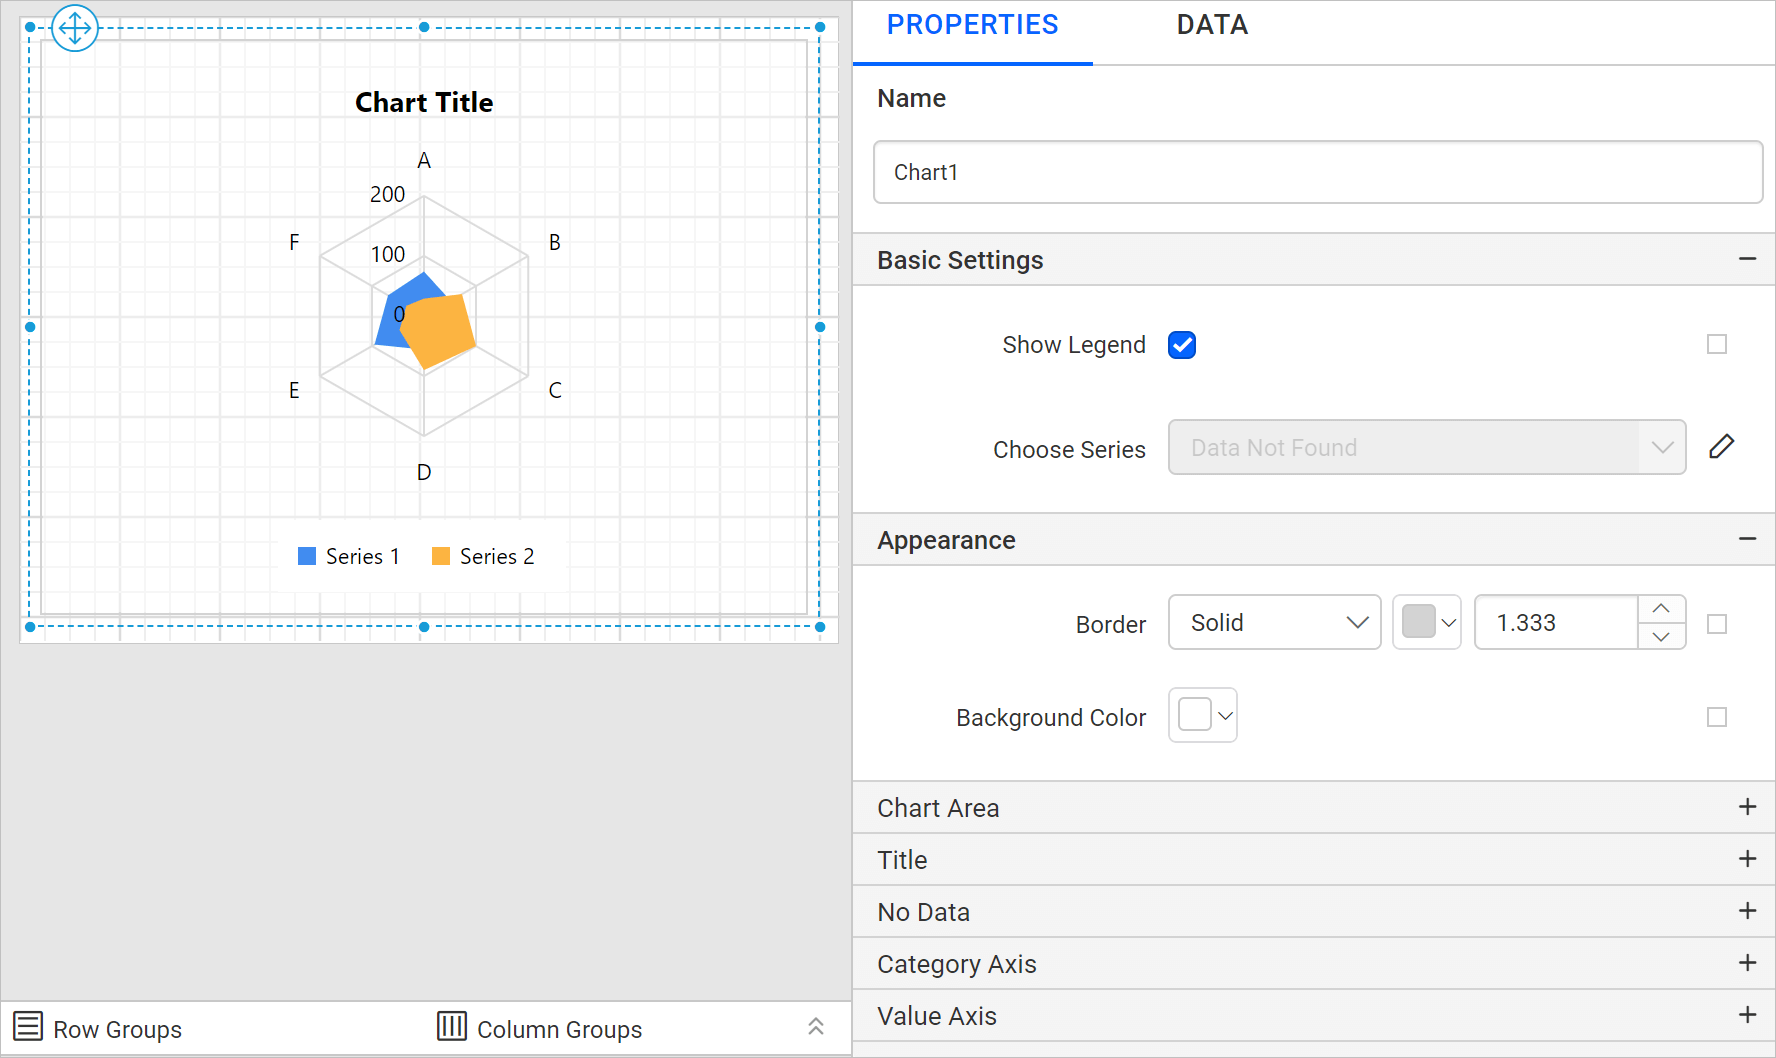 Chart Title
A
200
F
B
100
0
E
C
D
Series 1 Series 2
Row Groups Column Groups
PROPERTIES DATA
Name
Chart1
Basic Settings
Show Legend
Choose Series Data Not Found
Appearance
Border Solid 1.333
Background Color
Chart Area
Title
No Data
Category Axis
Value Axis